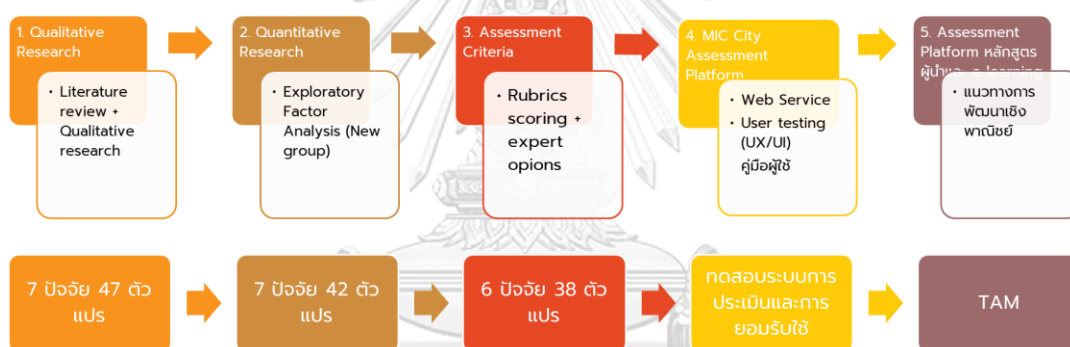 1. Qualitative
Research
• Literature
review +
Qualitative
research
2. Quantitative
Research
• Exploratory
Factor
Analysis (New
group)
3. Assessment
Criteria
• Rubrics
scoring +
expert
opions
4. MIC City
Assessment
Platform
• Web Service
• User testing
(UX/UI)
คู่มือผู้ใช้
5. Assessment
Platform หลักสูตร
ผู้นำและ e-learning
• แนวทางการ
พัฒนาเชิง
พาณิชย์
7 ปัจจัย 47 ตัว
แปร
7 ปัจจัย 42 ตัว
แปร
6 ปัจจัย 38 ตัว
แปร
ทดสอบระบบการ
ประเมินและการ
ยอมรับใช้
TAM